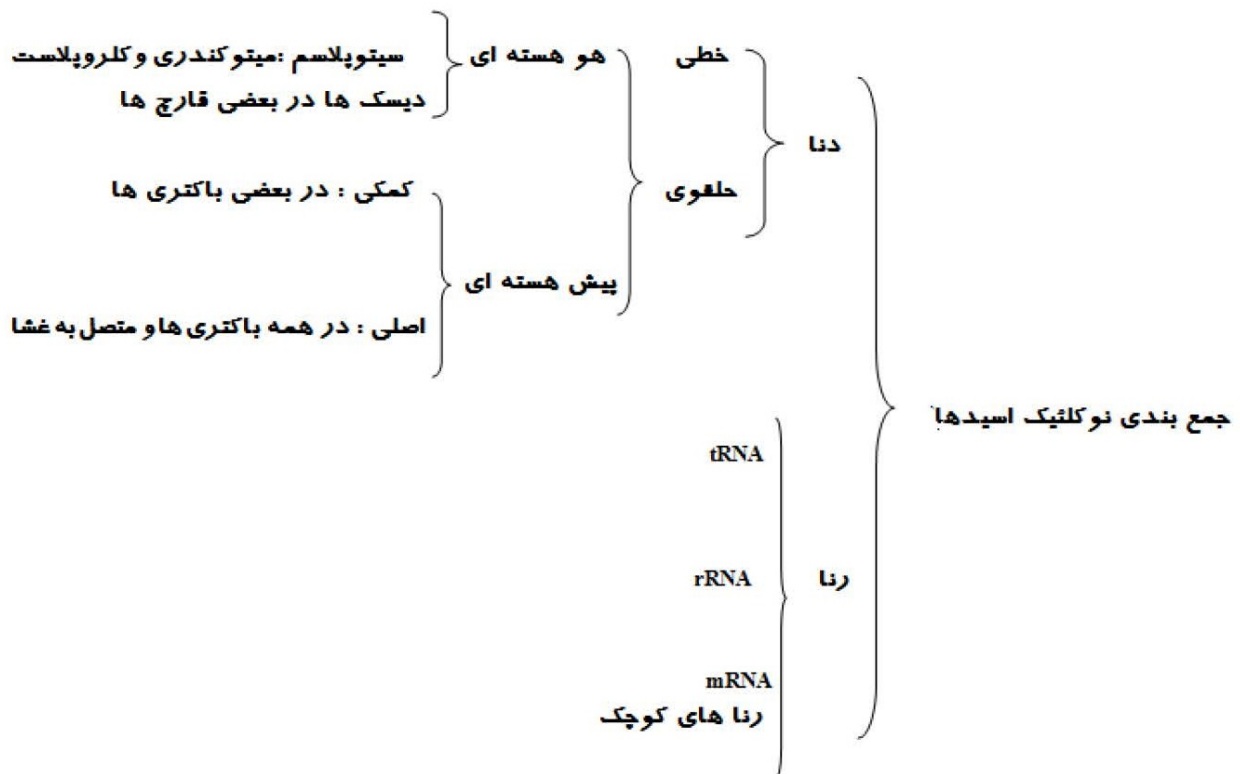 جمع بندی نوکلئیک اسیدها
دنا
خطی
حلقوی
هو هسته ای
سیتوپلاسم :میتوکندری و کلروپلاست
دیسک ها در بعضی قارچ ها
پیش هسته ای
کمکی : در بعضی باکتری ها
اصلی : در همه باکتری ها و متصل به غشا
رنا
tRNA
rRNA
mRNA
رنا های کوچک